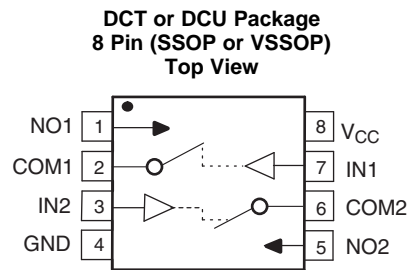 DCT or DCU Package
8 Pin (SSOP or VSSOP)
Top View
NO1 1 8 VCC
COM1 2 7 IN1
IN2 3 6 COM2
GND 4 5 NO2